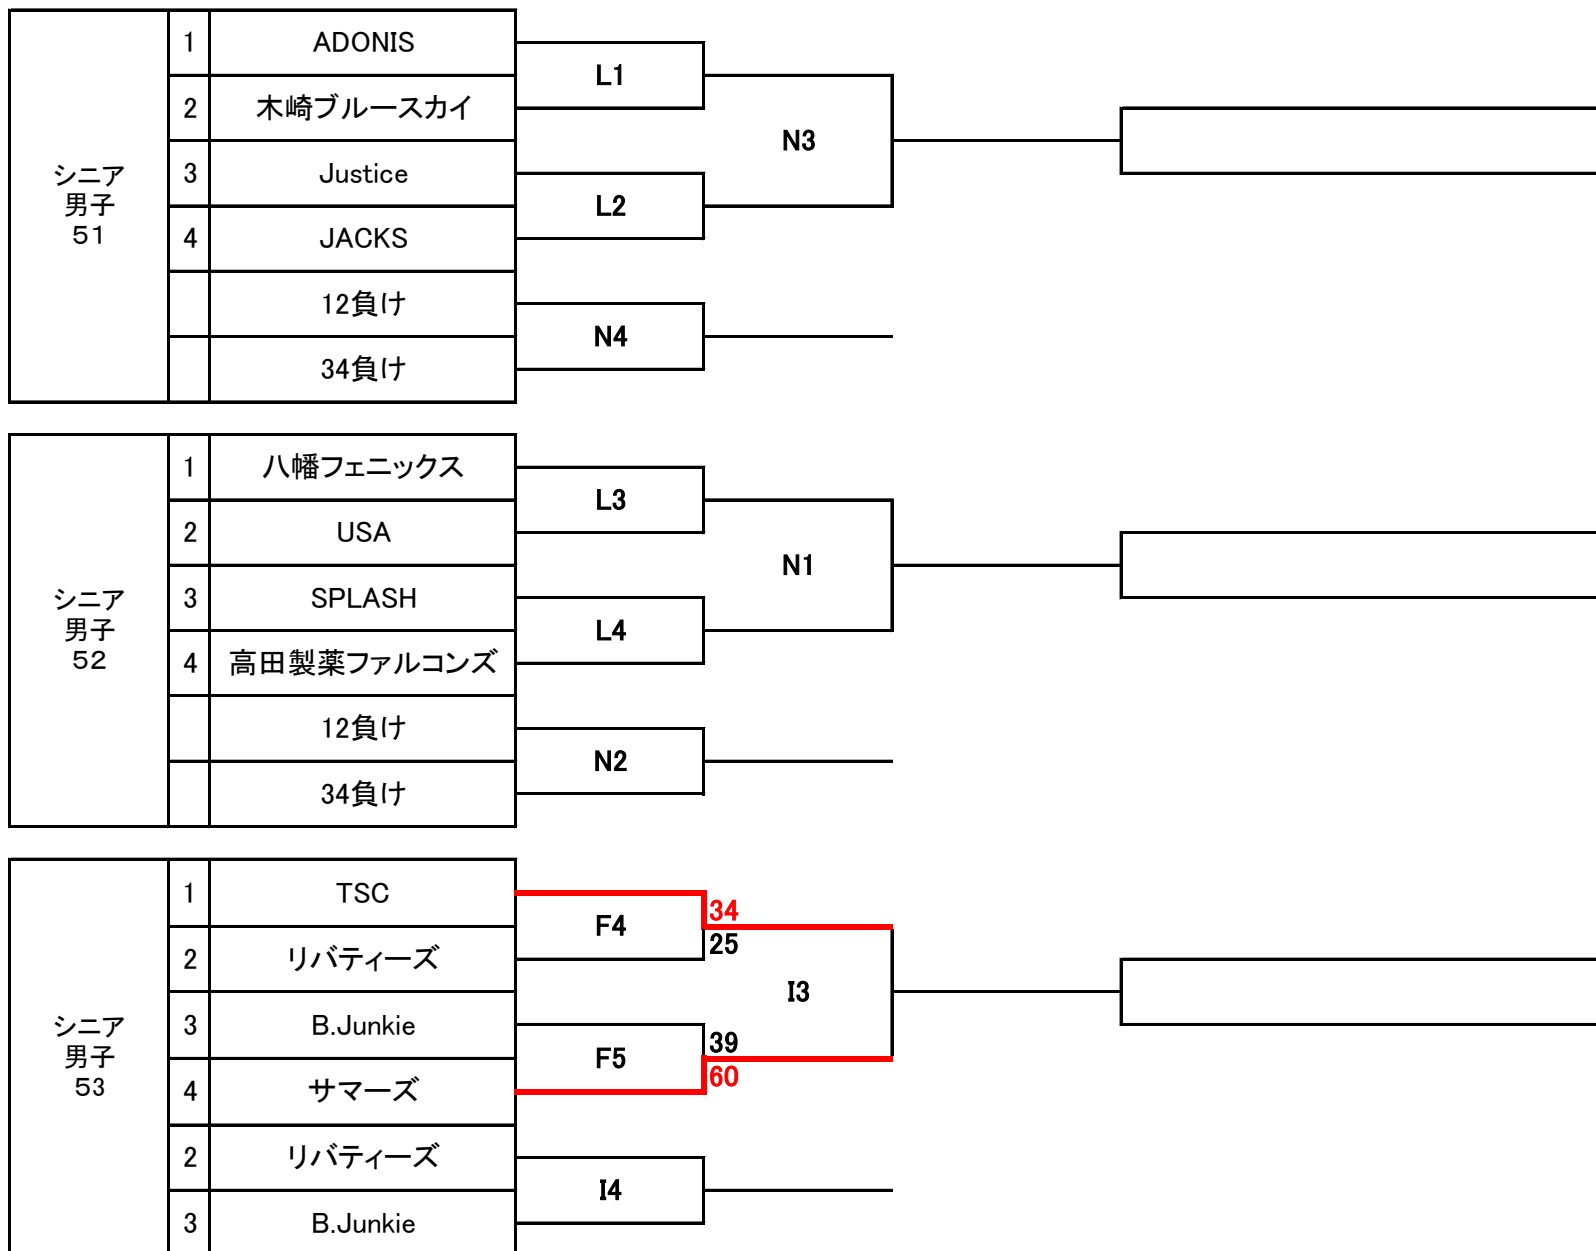 シニア
男子
51
1 ADONIS
2 木崎ブルースカイ
3 Justice
4 JACKS
12負け
34負け
L1
L2
N3
N4
シニア
男子
52
1 八幡フェニックス
2 USA
3 SPLASH
4 高田製薬ファルコンズ
12負け
34負け
L3
L4
N1
N2
シニア
男子
53
1 TSC
2 リバティーズ
3 B.Junkie
4 サマーズ
2 リバティーズ
3 B.Junkie
F4
34
25
F5
39
60
I3
I4